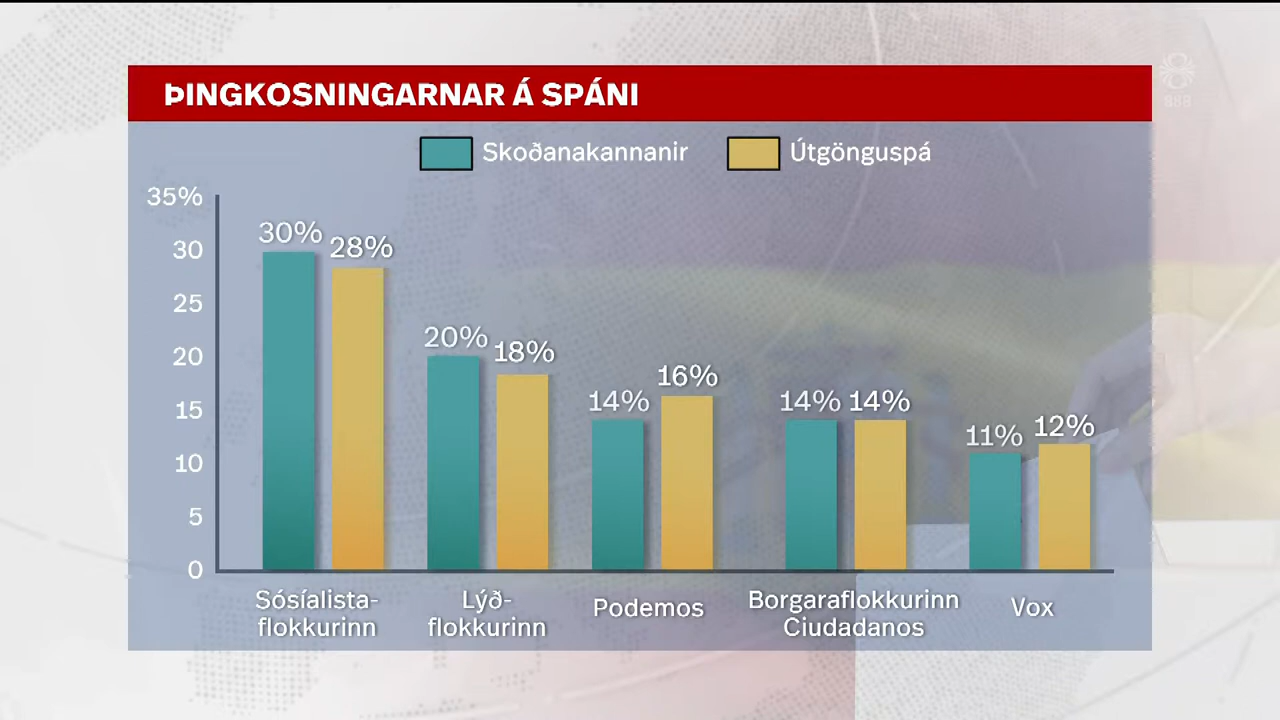 ÞINGKOSNINGARNAR Á SPÁNI
888
Skoðanakannanir Útgönguspá
35%
30
25
20
15
10
5
0
30% 28%
20% 18%
14% 16%
14% 14%
11% 12%
Sósíalista-
flokkurinn
Lýð-
flokkurinn
Podemos
Borgaraflokkurinn
Ciudadanos
Vox